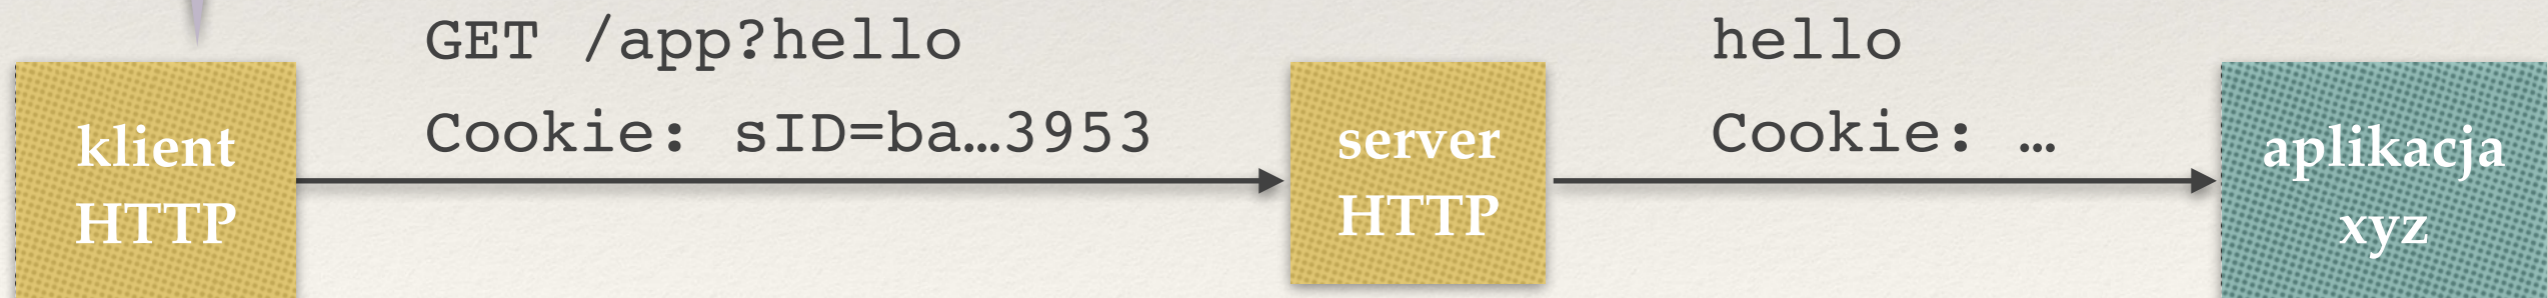 GET /app?hello
Cookie: sID=ba…3953
hello
Cookie: …
klient
HTTP
server
HTTP
aplikacja
xyz